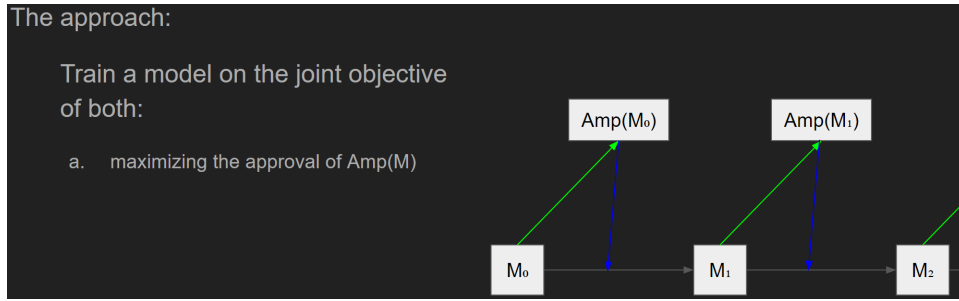 The approach:
Train a model on the joint objective
of both:
a. maximizing the approval of Amp(M)
Amp(M₀)
Amp(M₁)
M₀
M₁
M₂